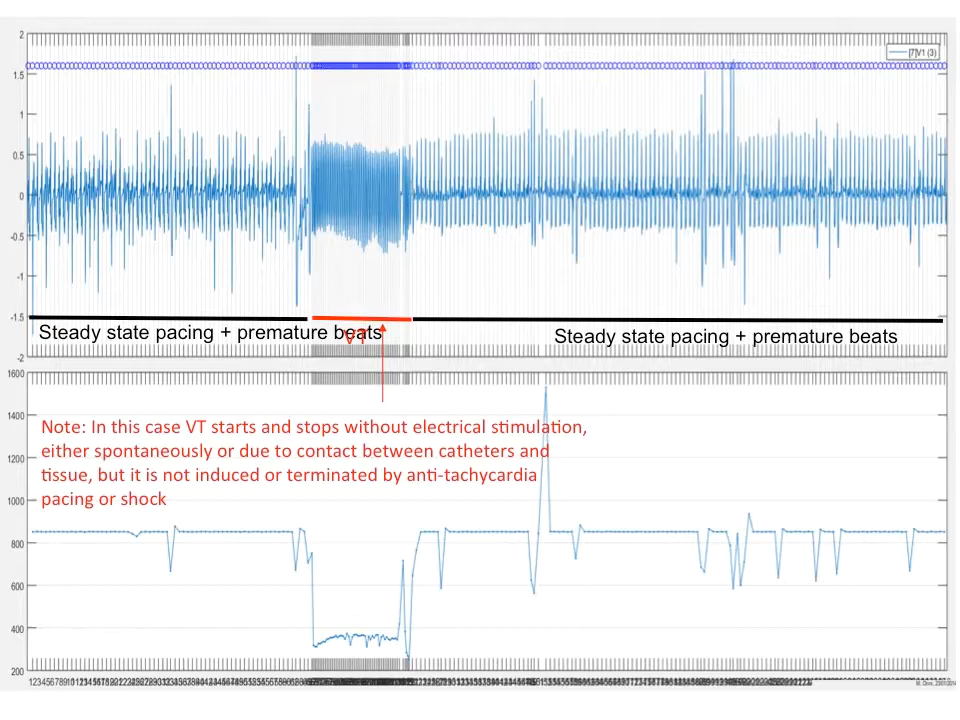 2
[7]V1 (3)
1.5
1
0.5
0
-0.5
-1
-1.5
Steady state pacing + premature beats
VT
Steady state pacing + premature beats
-2
1600
1400
Note: In this case VT starts and stops without electrical stimulation,
either spontaneously or due to contact between catheters and
1200
tissue, but it is not induced or terminated by anti-tachycardia
1000
pacing or shock
800
600
400
200